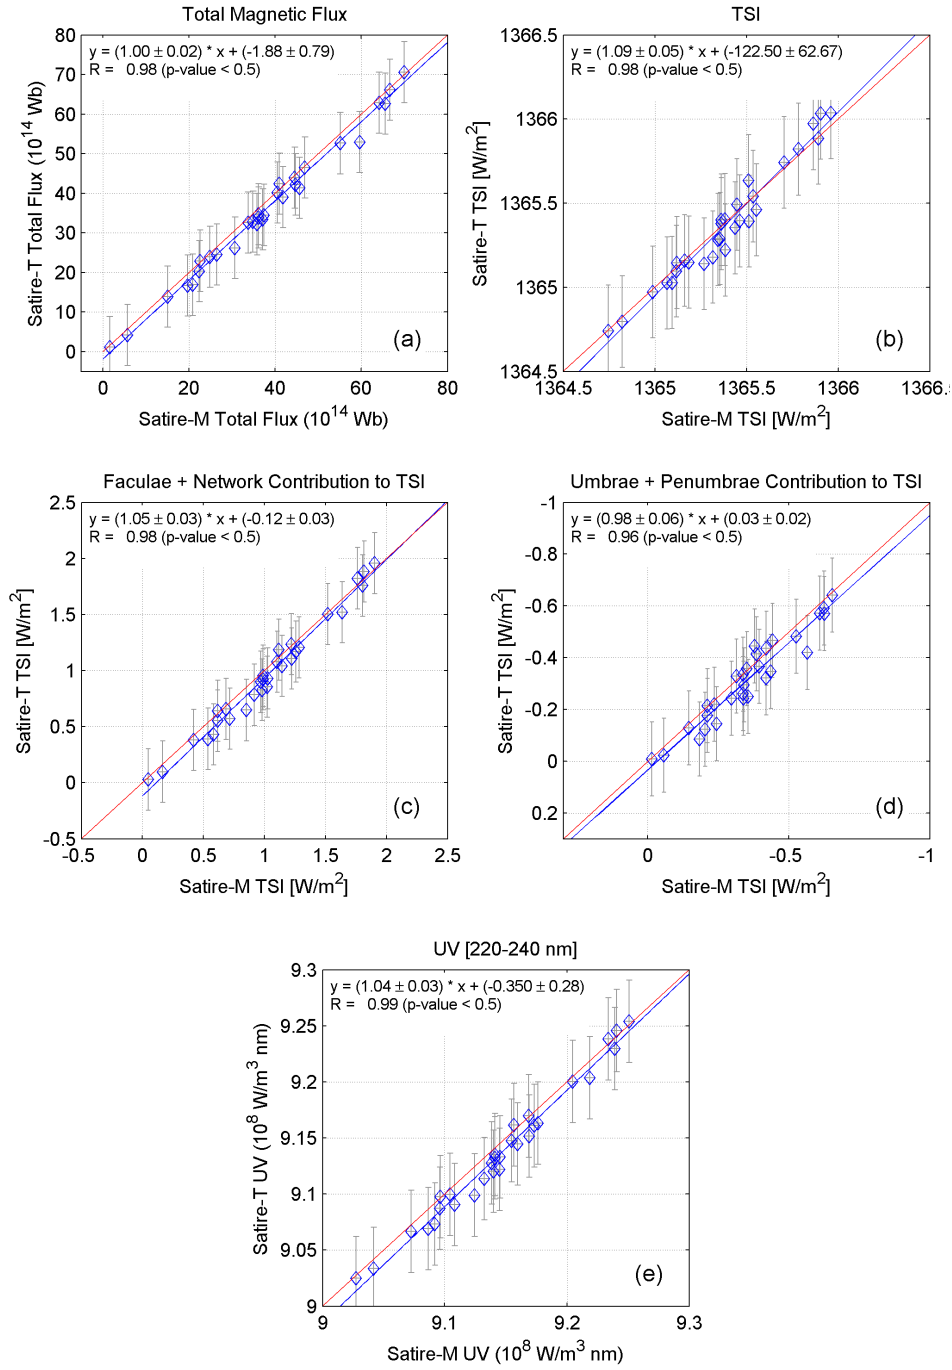 Total Magnetic Flux
y = (1.00 ± 0.02) * x + (-1.88 ± 0.79)
R = 0.98 (p-value < 0.5)
80
70
60
50
40
30
20
10
0
0 20 40 60 80
Satire-T Total Flux (10^14 Wb)
Satire-M Total Flux (10^14 Wb)
(a)
TSI
y = (1.09 ± 0.05) * x + (-122.50 ± 62.67)
R = 0.98 (p-value < 0.5)
1366.5
1366
1365.5
1365
1364.5
1364.5 1365 1365.5 1366 1366.5
Satire-T TSI [W/m^2]
Satire-M TSI [W/m^2]
(b)
Faculae + Network Contribution to TSI
y = (1.05 ± 0.03) * x + (-0.12 ± 0.03)
R = 0.98 (p-value < 0.5)
2.5
2
1.5
1
0.5
0
-0.5
-0.5 0 0.5 1 1.5 2 2.5
Satire-T TSI [W/m^2]
Satire-M TSI [W/m^2]
(c)
Umbrae + Penumbrae Contribution to TSI
y = (0.98 ± 0.06) * x + (0.03 ± 0.02)
R = 0.96 (p-value < 0.5)
-1
-0.8
-0.6
-0.4
-0.2
0
0.2
0 -0.5 -1
Satire-T TSI [W/m^2]
Satire-M TSI [W/m^2]
(d)
UV [220-240 nm]
y = (1.04 ± 0.03) * x + (-0.350 ± 0.28)
R = 0.99 (p-value < 0.5)
9.3
9.25
9.2
9.15
9.1
9.05
9
9 9.1 9.2 9.3
Satire-T UV (10^8 W/m^3 nm)
Satire-M UV (10^8 W/m^3 nm)
(e)